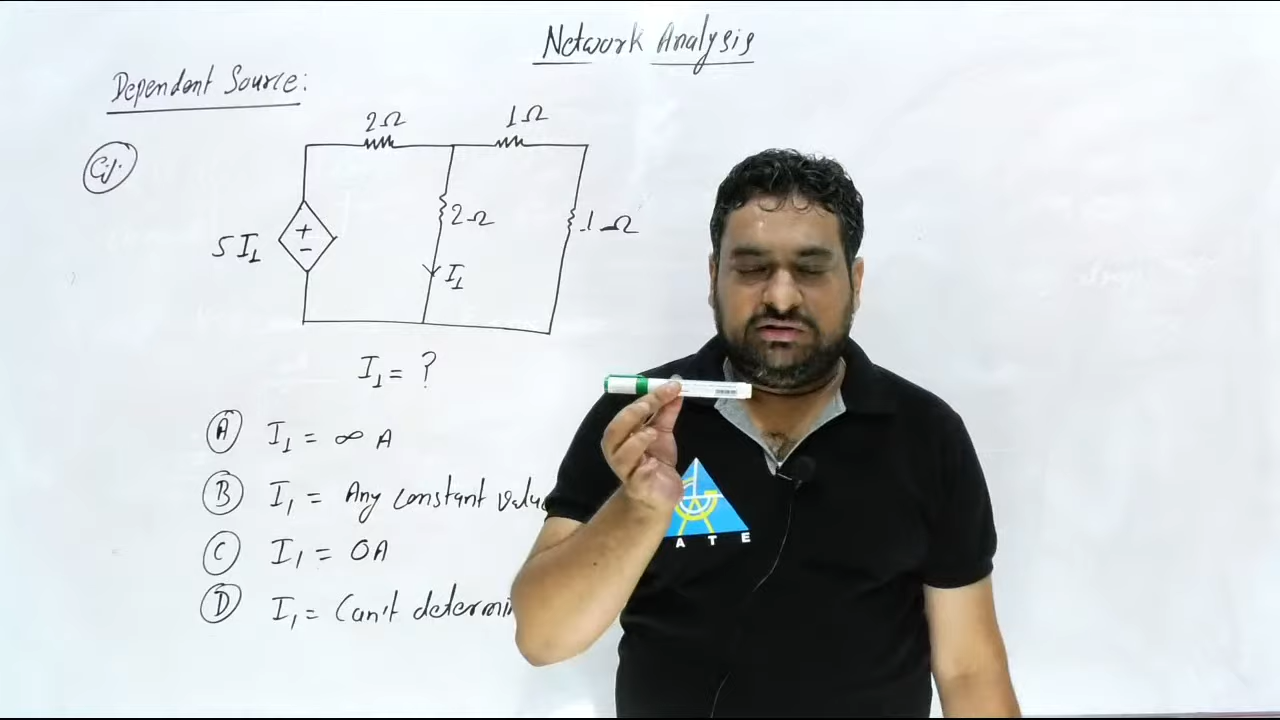 Network Analysis
Dependent Source:
Q.
2Ω
1Ω
2Ω
1Ω
5I₁
+
−
I₁
I₁ = ?
A I₁ = ∞ A
B I₁ = Any constant value
C I₁ = 0A
D I₁ = Can't determin
A T E